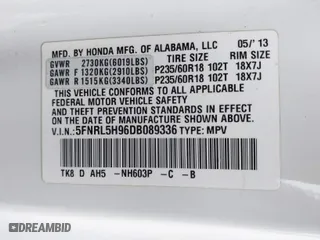 MFD. BY HONDA MFG. OF ALABAMA, LLC 05/'13
GVWR 2730KG(6019LBS) TIRE SIZE RIM SIZE
GAWR F 1320KG(2910LBS) P235/60R18 102T 18X7J
GAWR R 1515KG(3340LBS) P235/60R18 102T 18X7J
THIS VEHICLE CONFORMS TO ALL APPLICABLE
FEDERAL MOTOR VEHICLE SAFETY AND THEFT
PREVENTION STANDARDS IN EFFECT ON THE DATE
OF MANUFACTURE SHOWN ABOVE.
V.I.N: 5FNRL5H96DB089336 TYPE: MPV
TK8 D AH5 -NH603P -C -B
DREAMBID